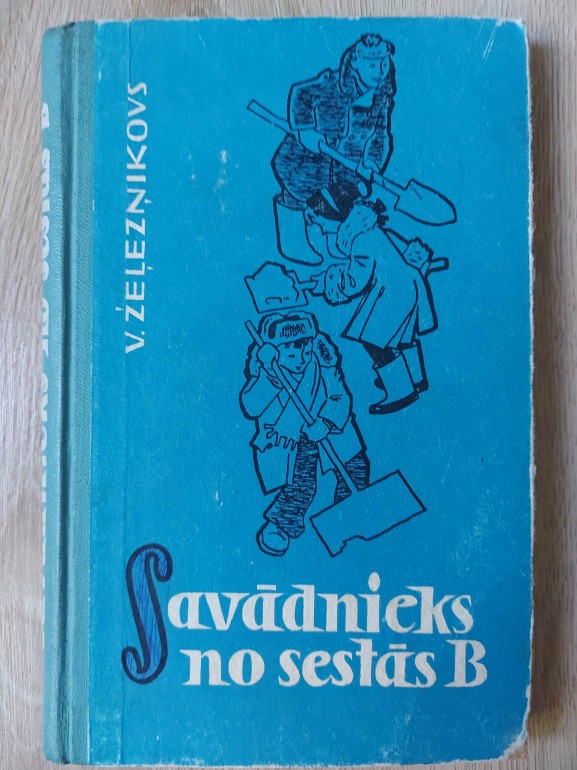 V. ŽEĻEZŅIKOVS
Savādnieks
no sestās B